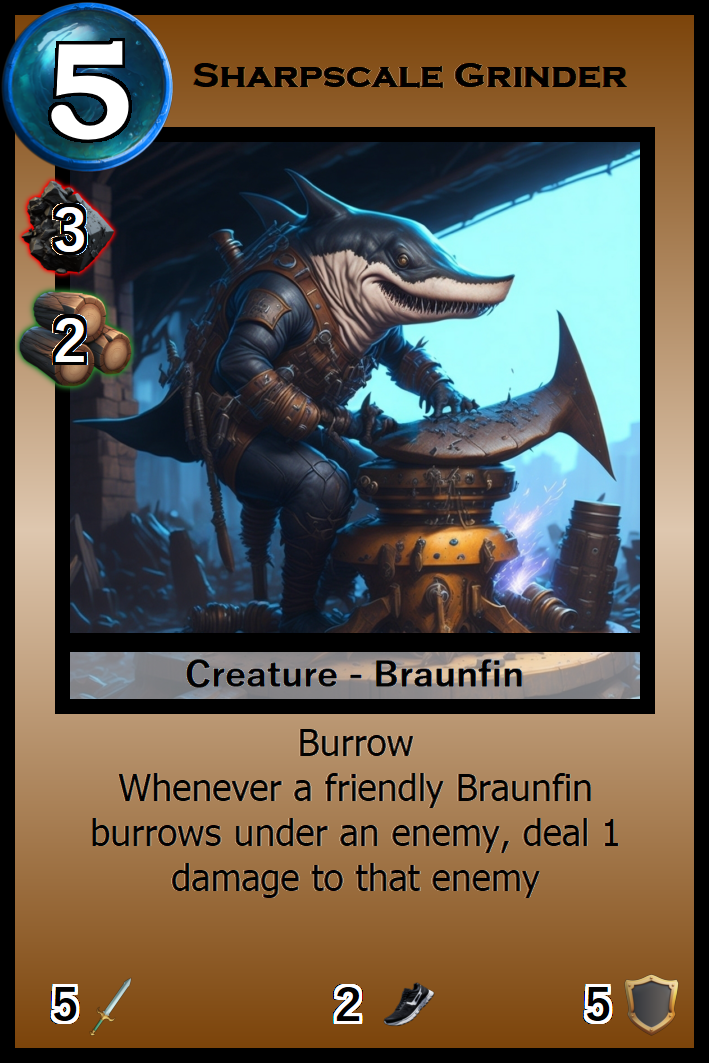 5
Sharpscale Grinder
3
2
Creature - Braunfin
Burrow
Whenever a friendly Braunfin
burrows under an enemy, deal 1
damage to that enemy
5 2 5